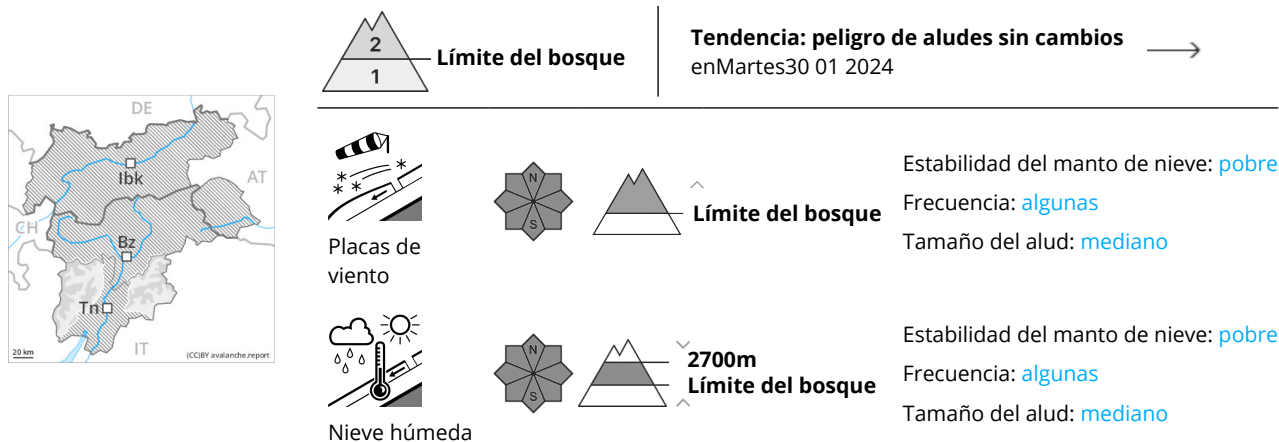 2
1
Límite del bosque
Tendencia: peligro de aludes sin cambios
enMartes30 01 2024
DE
Ibk
AT
CH
Bz
Tn
IT
20 km
(CC)BY avalanche.report
N
S
Límite del bosque
Placas de
viento
Estabilidad del manto de nieve: pobre
Frecuencia: algunas
Tamaño del alud: mediano
N
S
2700m
Límite del bosque
Nieve húmeda
Estabilidad del manto de nieve: pobre
Frecuencia: algunas
Tamaño del alud: mediano